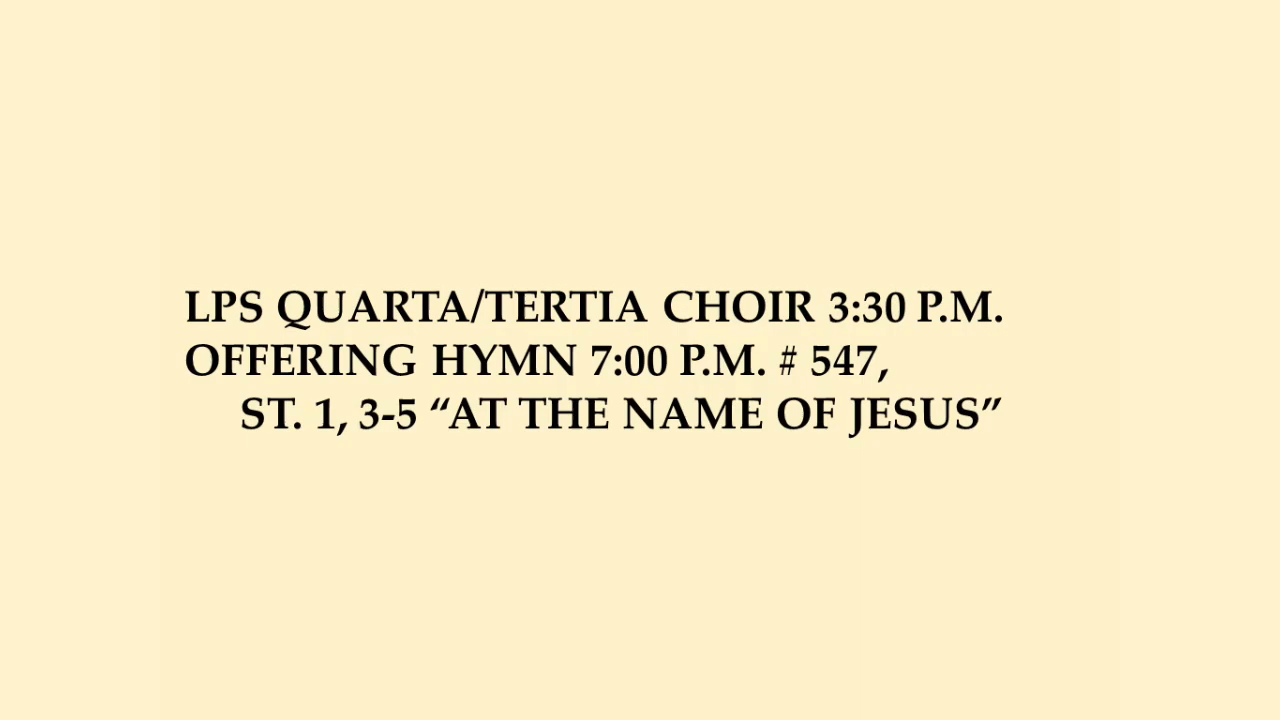 LPS QUARTA/TERTIA CHOIR 3:30 P.M.
OFFERING HYMN 7:00 P.M. # 547,
ST. 1, 3-5 “AT THE NAME OF JESUS”